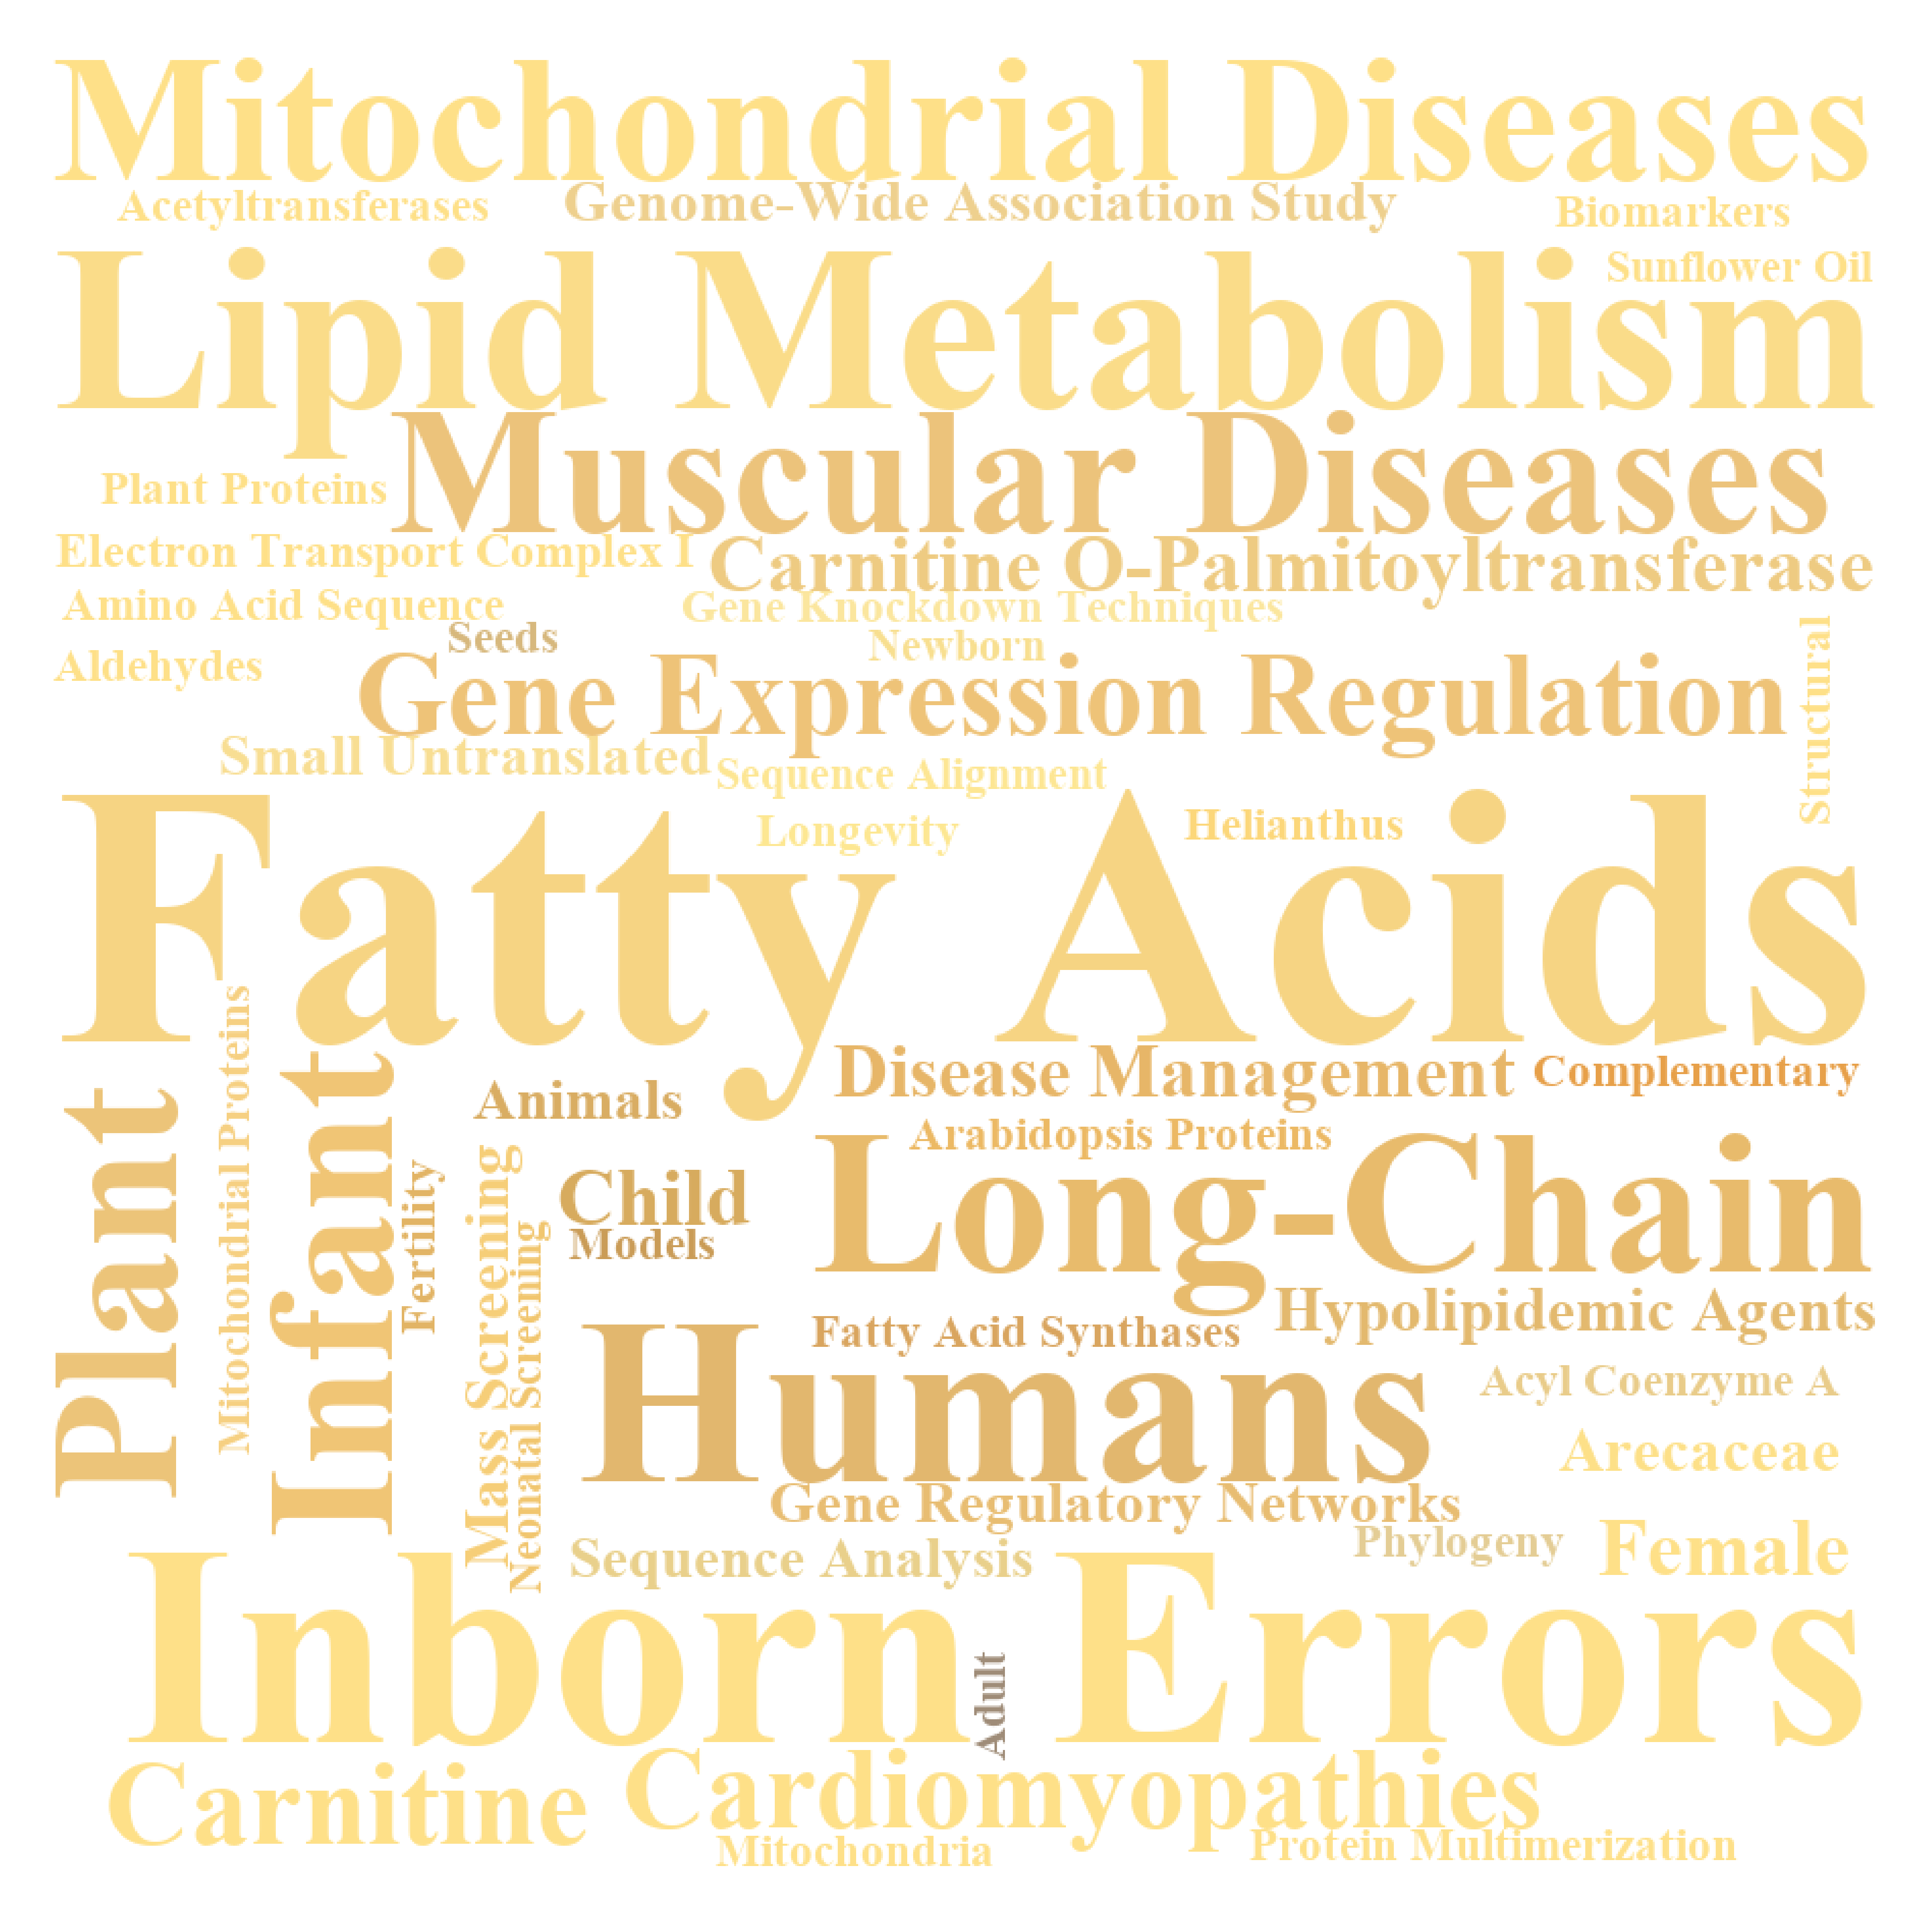 Mitochondrial Diseases
Acetyltransferases
Genome-Wide Association Study
Biomarkers
Lipid Metabolism
Sunflower Oil
Muscular Diseases
Plant Proteins
Electron Transport Complex I
Carnitine O-Palmitoyltransferase
Amino Acid Sequence
Gene Knockdown Techniques
Seeds
Newborn
Aldehydes
Gene Expression Regulation
Structural
Small Untranslated
Sequence Alignment
Longevity
Helianthus
Fatty Acids
Plant
Mitochondrial Proteins
Infant
Fertility
Animals
Disease Management
Complementary
Arabidopsis Proteins
Mass Screening
Neonatal Screening
Child
Models
Long-Chain
Hypolipidemic Agents
Fatty Acid Synthases
Humans
Acyl Coenzyme A
Arecaceae
Gene Regulatory Networks
Sequence Analysis
Phylogeny
Female
Inborn Errors
Adult
Carnitine
Cardiomyopathies
Mitochondria
Protein Multimerization